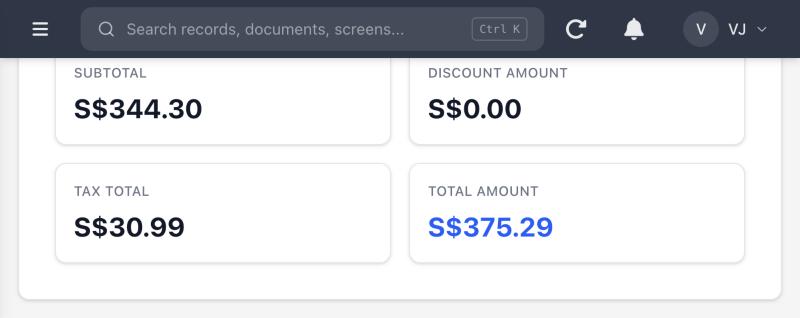 Search records, documents, screens...
Ctrl K
V
VJ
SUBTOTAL
S$344.30
DISCOUNT AMOUNT
S$0.00
TAX TOTAL
S$30.99
TOTAL AMOUNT
S$375.29